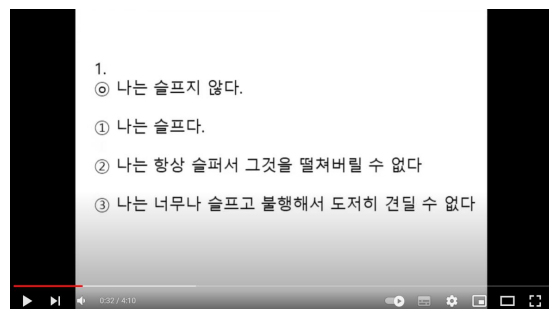 1.
⓪ 나는 슬프지 않다.
① 나는 슬프다.
② 나는 항상 슬퍼서 그것을 떨쳐버릴 수 없다
③ 나는 너무나 슬프고 불행해서 도저히 견딜 수 없다
0:32 / 4:10